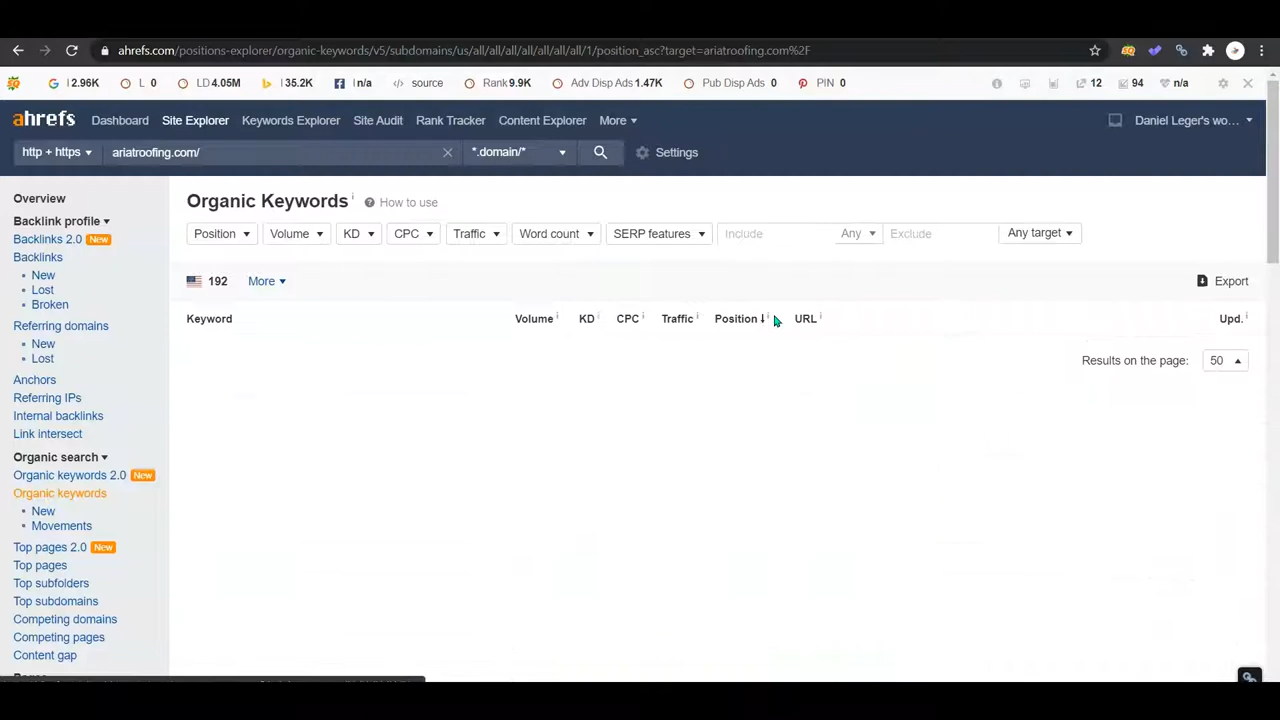 ahrefs.com/positions-explorer/organic-keywords/v5/subdomains/us/all/all/all/all/all/all/all/1/position_asc?target=ariatroofing.com%2F
I 2.96K L 0 LD 4.05M I 35.2K I n/a source Rank 9.9K Adv Disp Ads 1.47K Pub Disp Ads 0 PIN 0 12 94 n/a
ahrefs Dashboard Site Explorer Keywords Explorer Site Audit Rank Tracker Content Explorer More Daniel Leger's wo...
http + https ariatroofing.com/ *.domain/* Settings
Overview
Backlink profile
Backlinks 2.0 New
Backlinks
New
Lost
Broken
Referring domains
New
Lost
Anchors
Referring IPs
Internal backlinks
Link intersect
Organic search
Organic keywords 2.0 New
Organic keywords
New
Movements
Top pages 2.0 New
Top pages
Top subfolders
Top subdomains
Competing domains
Competing pages
Content gap
Organic Keywords How to use
Position Volume KD CPC Traffic Word count SERP features Include Any Exclude Any target
192 More Export
Keyword Volume KD CPC Traffic Position URL Upd.
Results on the page: 50